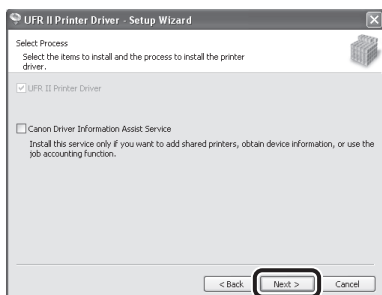 UFR II Printer Driver - Setup Wizard
Select Process
Select the items to install and the process to install the printer
driver.
UFR II Printer Driver
Canon Driver Information Assist Service
Install this service only if you want to add shared printers, obtain device information, or use the
job accounting function.
< Back Next > Cancel